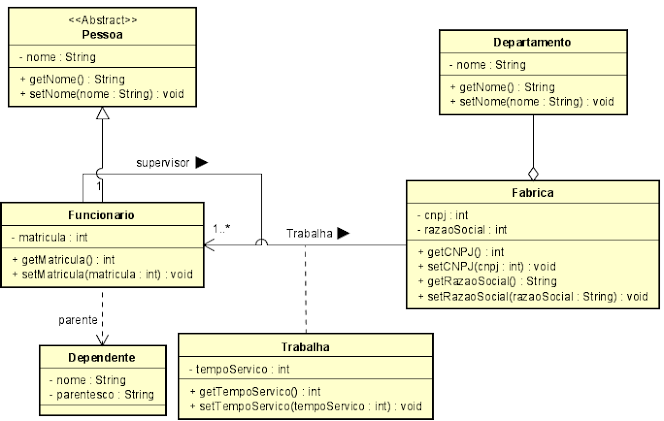 <<Abstract>>
Pessoa
- nome : String
+ getNome() : String
+ setNome(nome : String) : void
Departamento
- nome : String
+ getNome() : String
+ setNome(nome : String) : void
supervisor
1
Funcionario
- matricula : int
+ getMatricula() : int
+ setMatricula(matricula : int) : void
1..*
Trabalha
Fabrica
- cnpj : int
- razaoSocial : int
+ getCNPJ() : int
+ setCNPJ(cnpj : int) : void
+ getRazaoSocial() : String
+ setRazaoSocial(razaoSocial : String) : void
parente
Dependente
- nome : String
- parentesco : String
Trabalha
- tempoServico : int
+ getTempoServico() : int
+ setTempoServico(tempoServico : int) : void